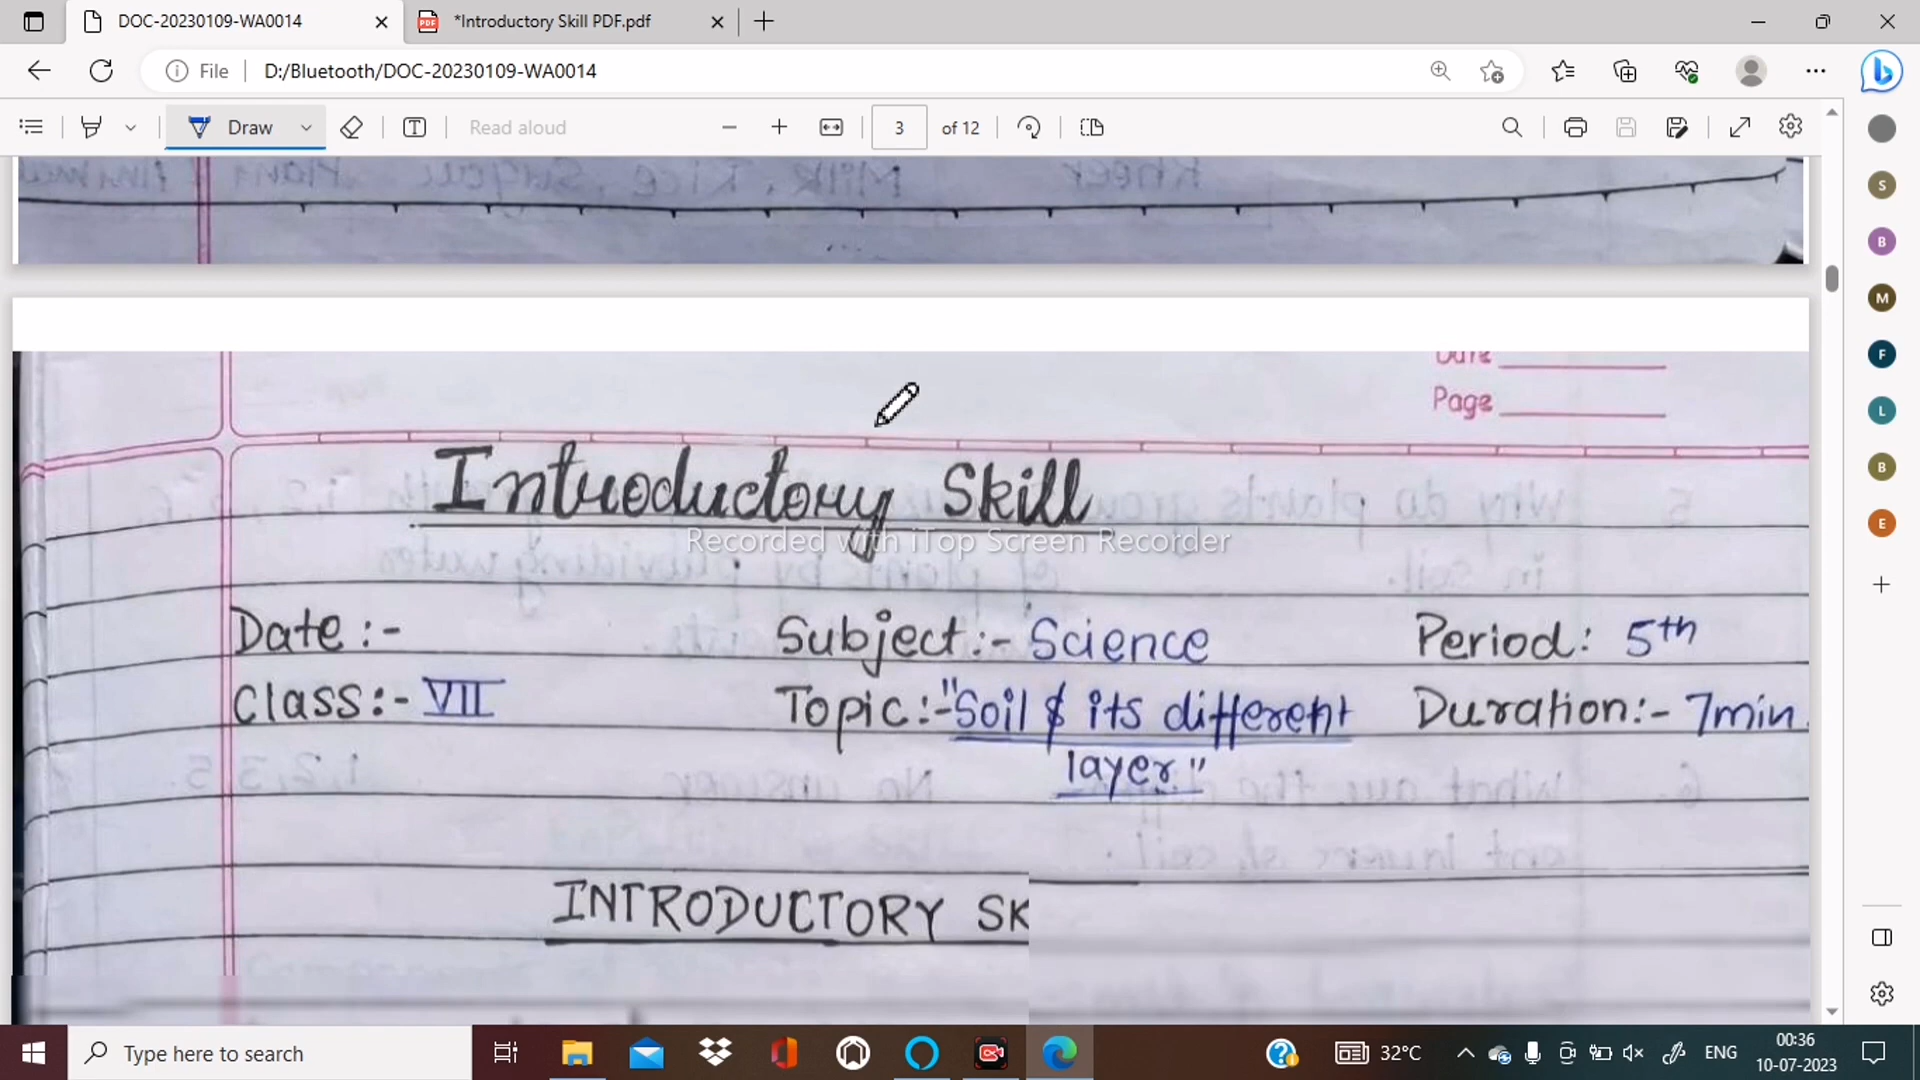 DOC-20230109-WA0014
*Introductory Skill PDF.pdf
File D:/Bluetooth/DOC-20230109-WA0014
Draw Read aloud 3 of 12
Date
Page
Introductory Skill
Recorded with iTop Screen Recorder
Date :- Subject :- Science Period: 5th
Class :- VII Topic :- "Soil & its different Duration :- 7min.
layer"
INTRODUCTORY SK
S
B
M
F
L
B
E
Type here to search
32°C ENG 00:36
10-07-2023